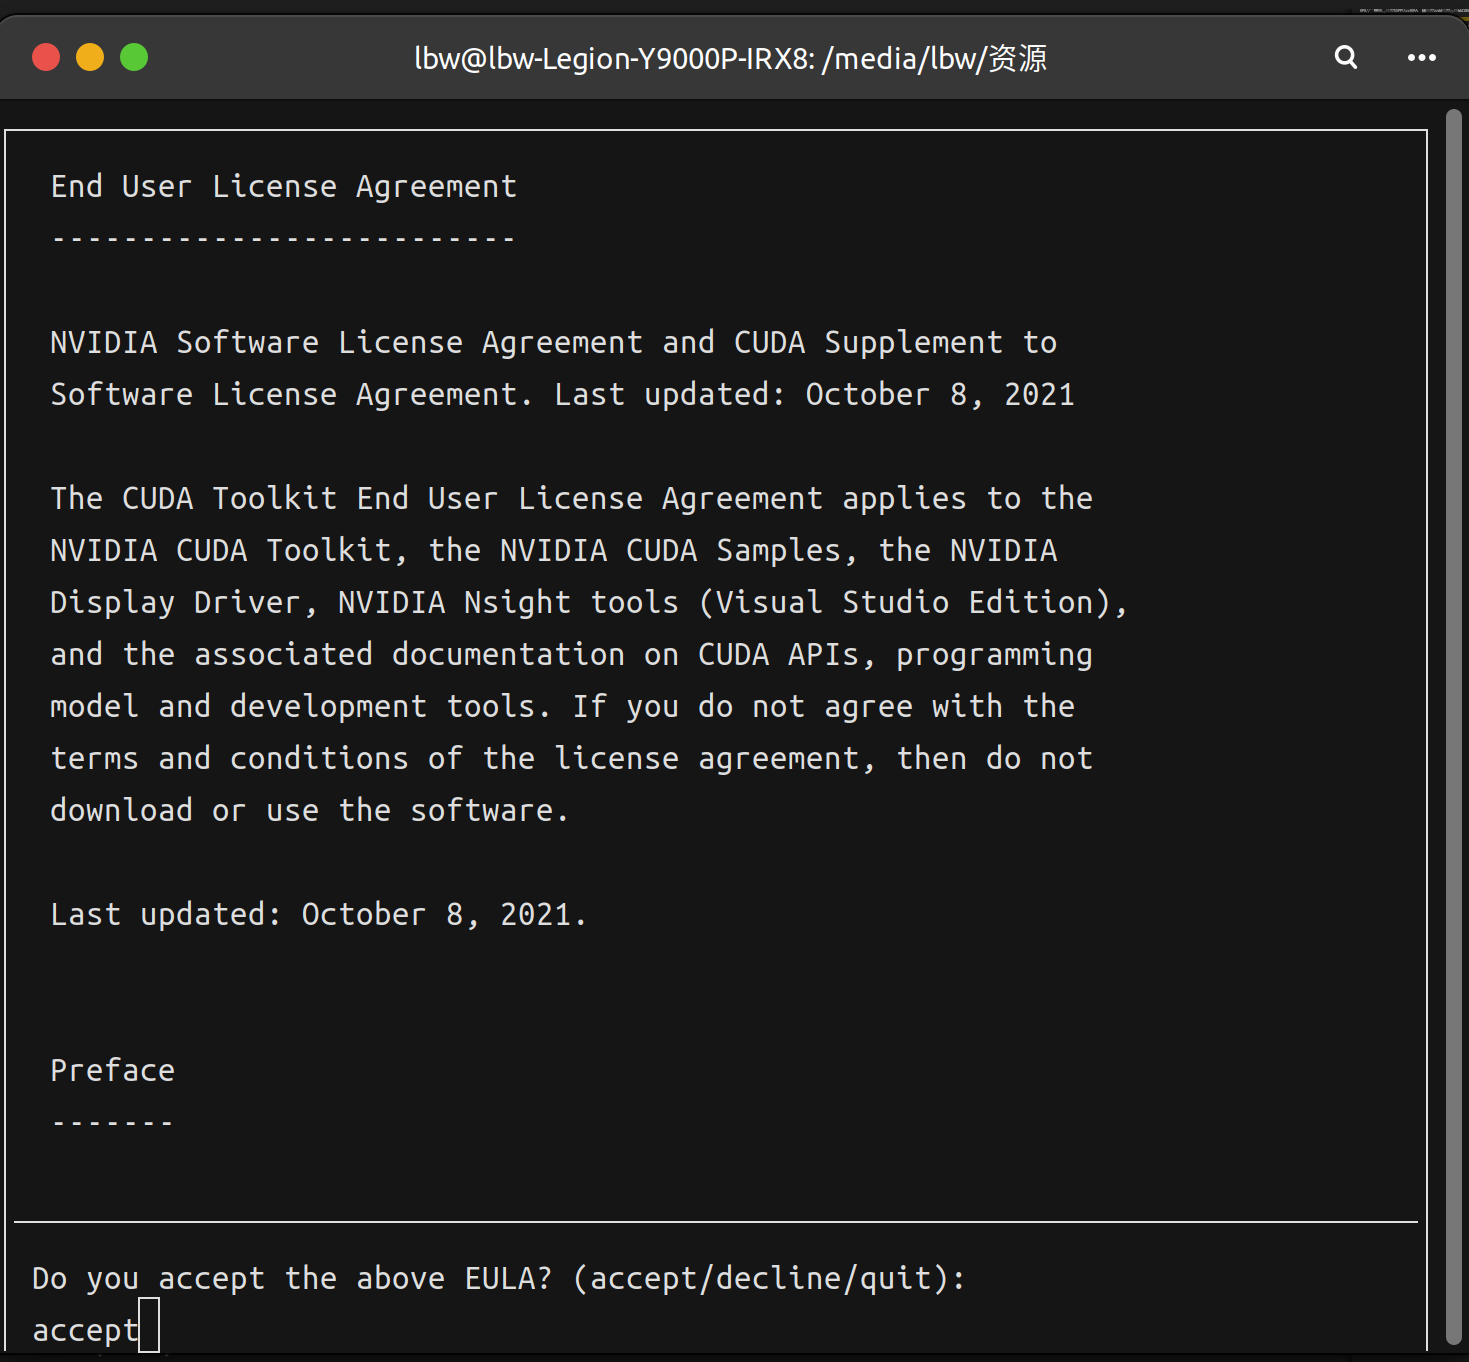 lbw@lbw-Legion-Y9000P-IRX8: /media/lbw/资源
End User License Agreement
--------------------------
NVIDIA Software License Agreement and CUDA Supplement to
Software License Agreement. Last updated: October 8, 2021
The CUDA Toolkit End User License Agreement applies to the
NVIDIA CUDA Toolkit, the NVIDIA CUDA Samples, the NVIDIA
Display Driver, NVIDIA Nsight tools (Visual Studio Edition),
and the associated documentation on CUDA APIs, programming
model and development tools. If you do not agree with the
terms and conditions of the license agreement, then do not
download or use the software.
Last updated: October 8, 2021.
Preface
-------
Do you accept the above EULA? (accept/decline/quit):
accept